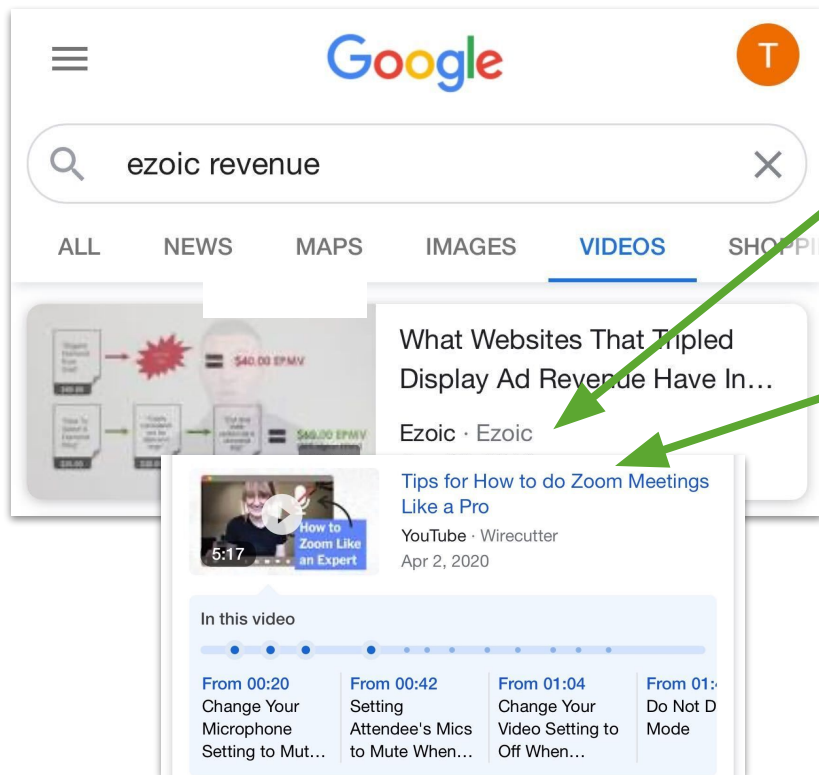 Google
T
ezoic revenue
ALL NEWS MAPS IMAGES VIDEOS SHOPPI
$40.00 EPMV
$60.00 EPMV
What Websites That Tripled
Display Ad Revenue Have In...
Ezoic · Ezoic
How to
Zoom Like
an Expert
5:17
Tips for How to do Zoom Meetings
Like a Pro
YouTube · Wirecutter
Apr 2, 2020
In this video
From 00:20
Change Your
Microphone
Setting to Mut...
From 00:42
Setting
Attendee's Mics
to Mute When...
From 01:04
Change Your
Video Setting to
Off When...
From 01:
Do Not D
Mode